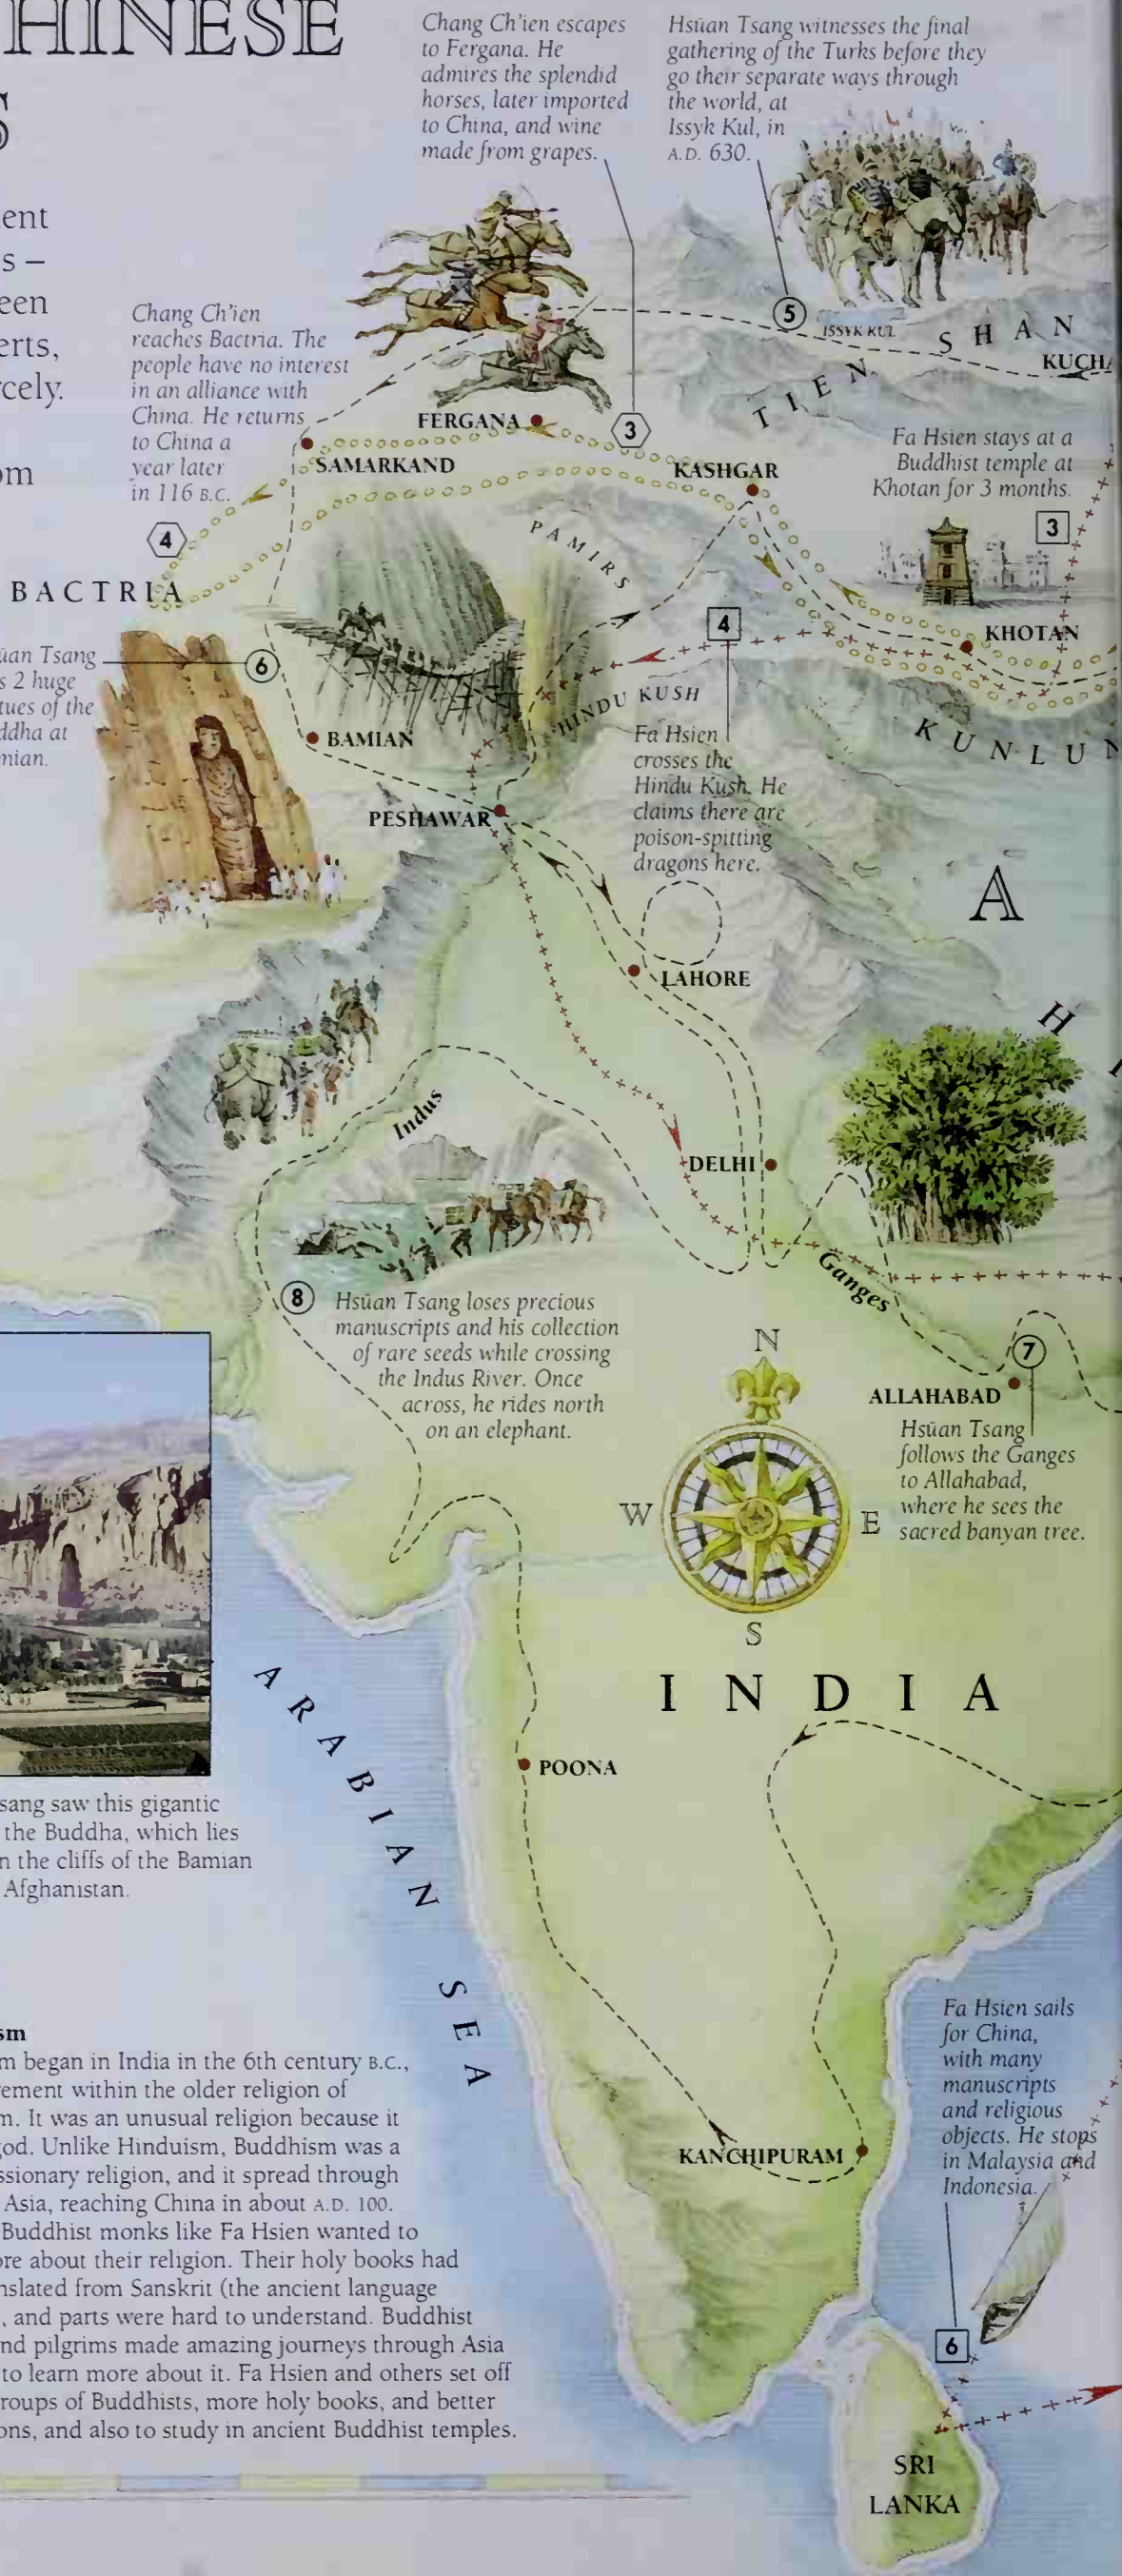 HINESE
S
ent
s –
een
erts,
rcely.
om
Chang Ch'ien escapes
to Fergana. He
admires the splendid
horses, later imported
to China, and wine
made from grapes.
Hsüan Tsang witnesses the final
gathering of the Turks before they
go their separate ways through
the world, at
Issyk Kul, in
A.D. 630.
Chang Ch'ien
reaches Bactria. The
people have no interest
in an alliance with
China. He returns
to China a
year later
in 116 B.C.
5
ISSYK KUL
TIEN SHAN
KUCHA
FERGANA
3
SAMARKAND
KASHGAR
Fa Hsien stays at a
Buddhist temple at
Khotan for 3 months.
3
4
PAMIRS
BACTRIA
4
KHOTAN
üan Tsang
s 2 huge
tues of the
ddha at
mian.
6
HINDU KUSH
KUNLUN
BAMIAN
Fa Hsien
crosses the
Hindu Kush. He
claims there are
poison-spitting
dragons here.
PESHAWAR
A
LAHORE
H
I
Indus
DELHI
Ganges
8
Hsüan Tsang loses precious
manuscripts and his collection
of rare seeds while crossing
the Indus River. Once
across, he rides north
on an elephant.
N
W
E
S
7
ALLAHABAD
Hsüan Tsang
follows the Ganges
to Allahabad,
where he sees the
sacred banyan tree.
INDIA
ARABIAN SEA
POONA
sang saw this gigantic
the Buddha, which lies
n the cliffs of the Bamian
Afghanistan.
KANCHIPURAM
Fa Hsien sails
for China,
with many
manuscripts
and religious
objects. He stops
in Malaysia and
Indonesia.
6
sm
m began in India in the 6th century B.C.,
vement within the older religion of
m. It was an unusual religion because it
god. Unlike Hinduism, Buddhism was a
ssionary religion, and it spread through
Asia, reaching China in about A.D. 100.
Buddhist monks like Fa Hsien wanted to
ore about their religion. Their holy books had
nslated from Sanskrit (the ancient language
, and parts were hard to understand. Buddhist
nd pilgrims made amazing journeys through Asia
to learn more about it. Fa Hsien and others set off
roups of Buddhists, more holy books, and better
ons, and also to study in ancient Buddhist temples.
SRI
LANKA